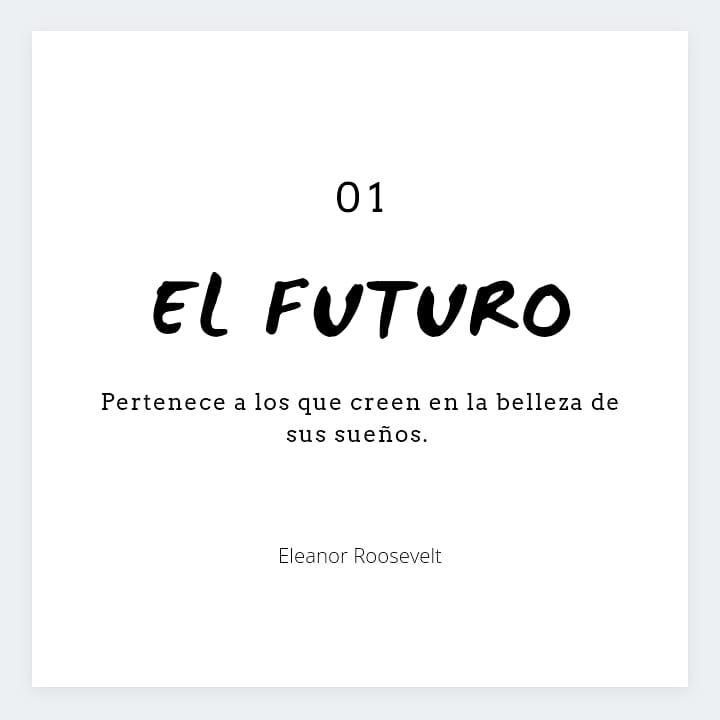 01
EL FUTURO
Pertenece a los que creen en la belleza de
sus sueños.
Eleanor Roosevelt